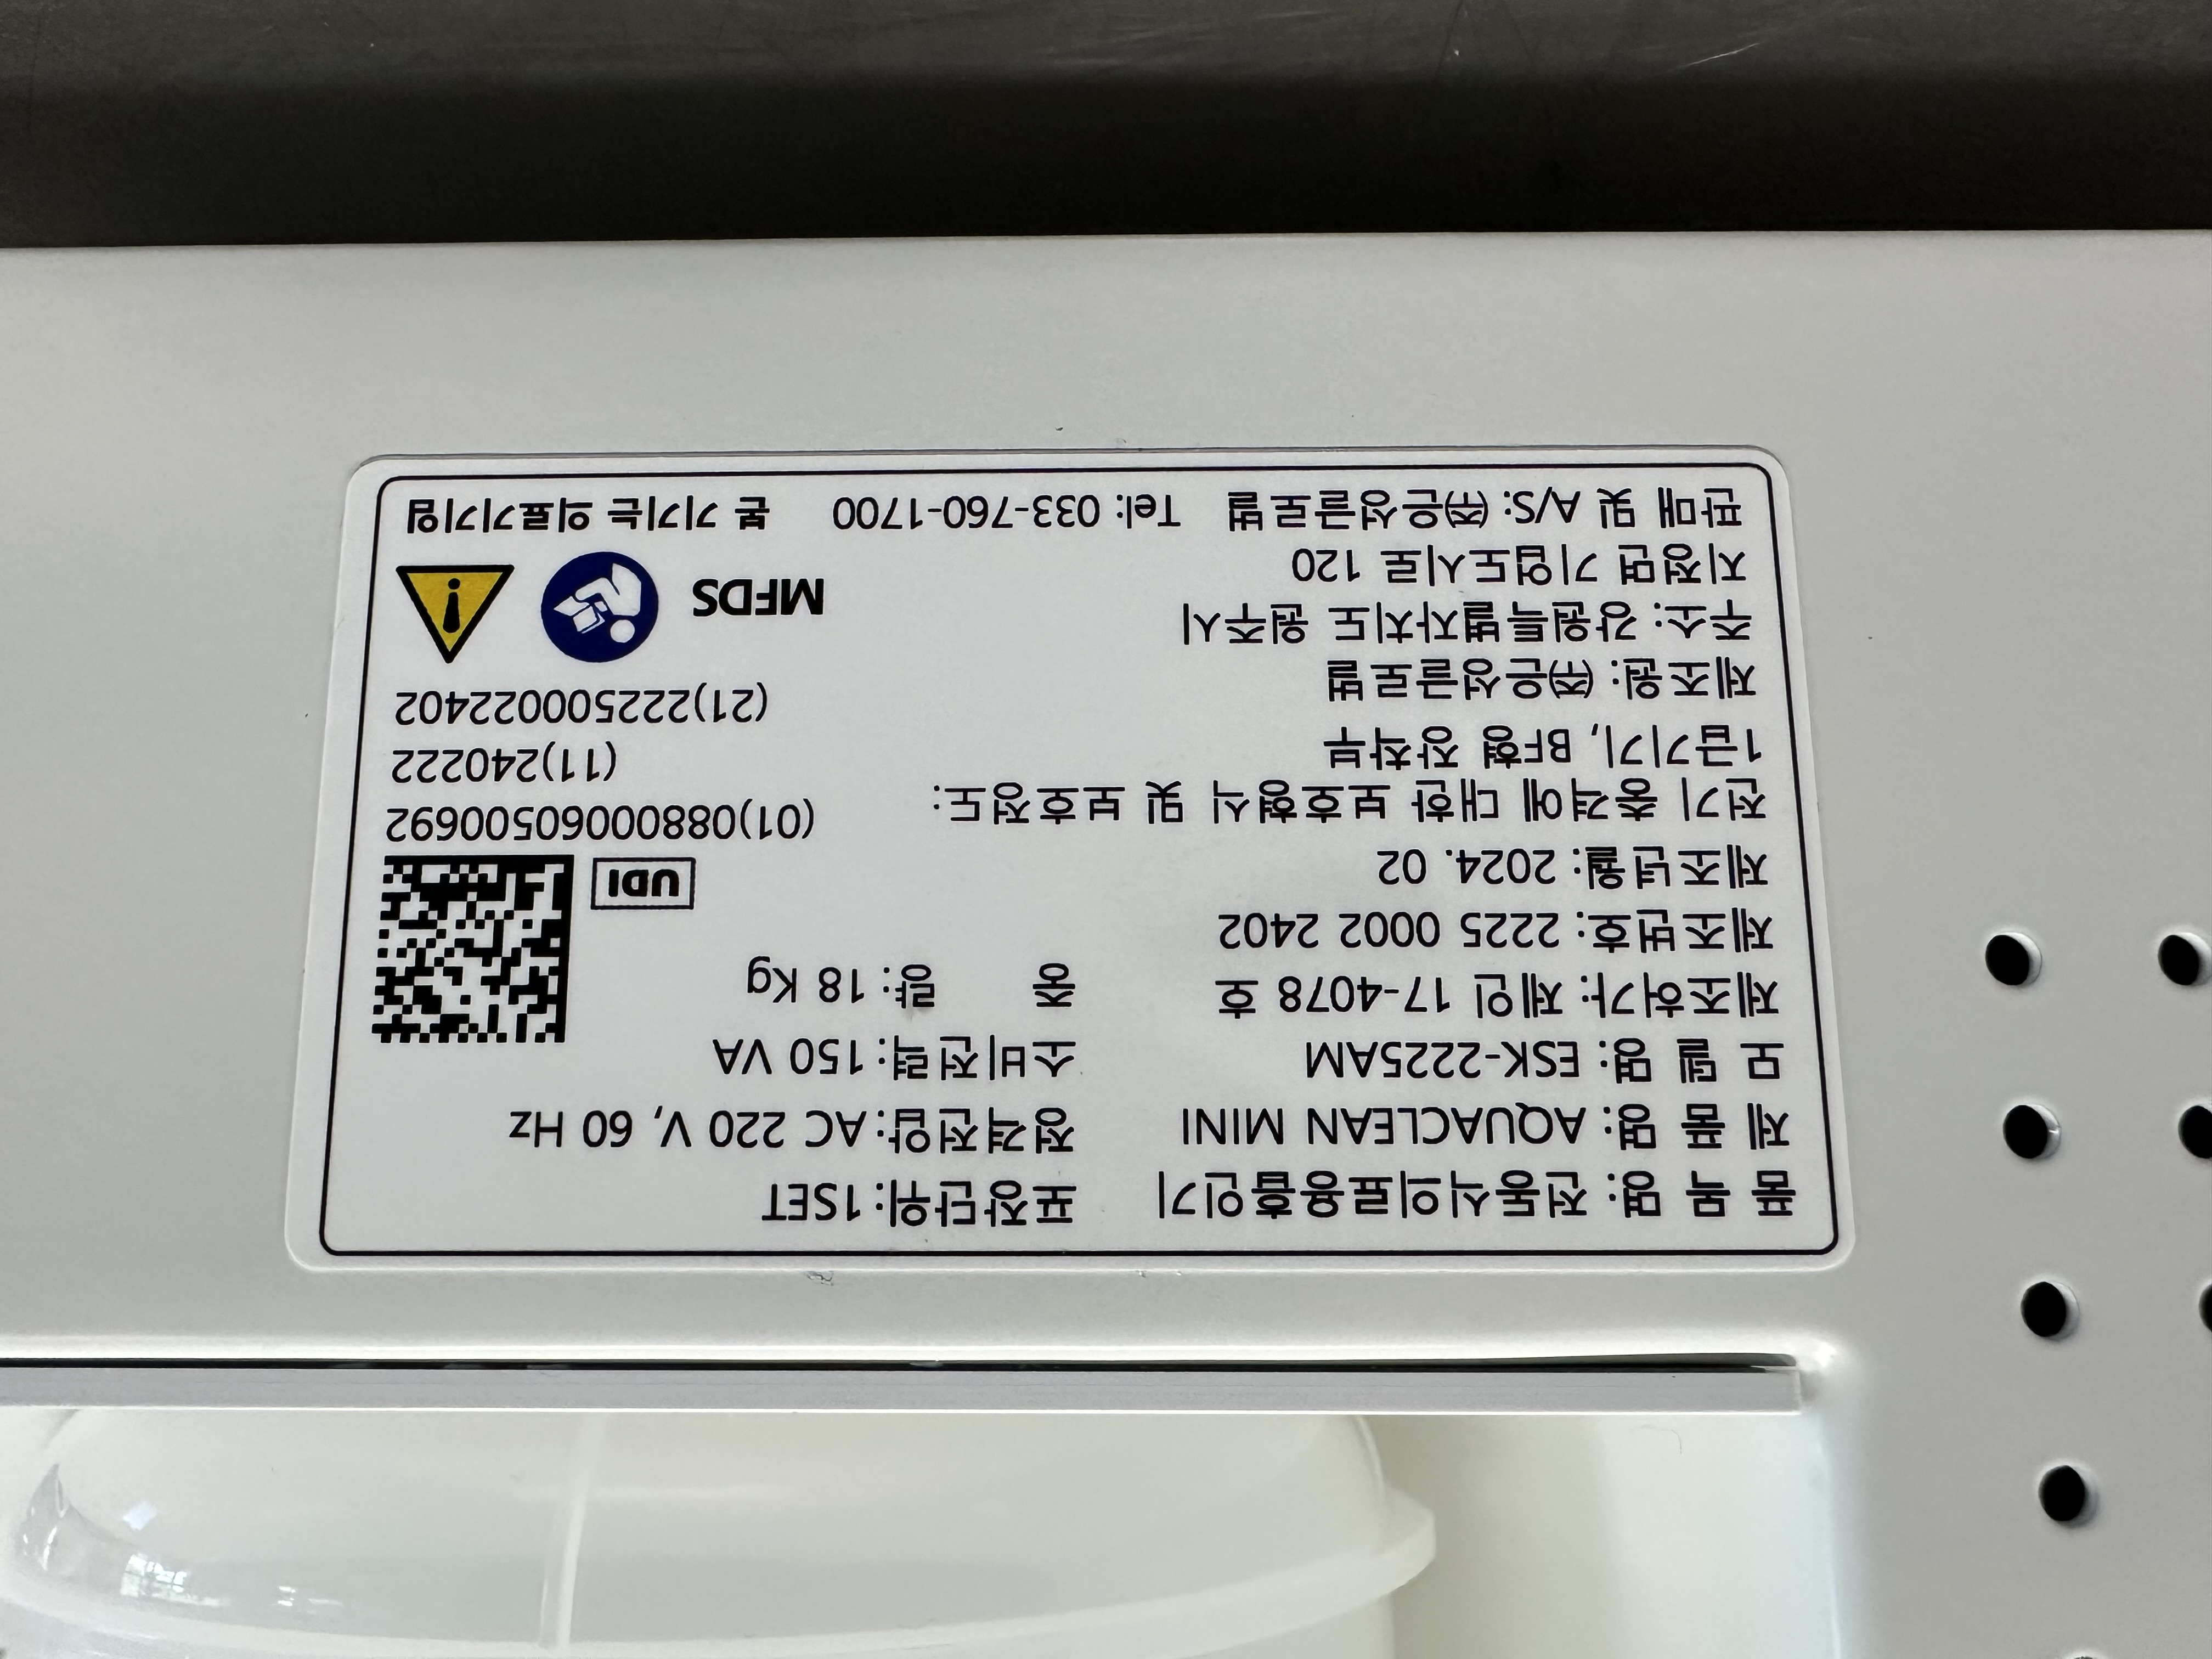 품 목 명: 전동식의료용흡인기
제 품 명: AQUACLEAN MINI
모 델 명: ESK-2225AM
제조허가: 제인 17-4078 호
제조번호: 2225 0002 2402
제조년월: 2024. 02
전기 충격에 대한 보호형식 및 보호정도:
1급기기, BF형 장착부
제조원: ㈜은성글로벌
주소: 강원특별자치도 원주시
지정면 기업도시로 120
판매 및 A/S: ㈜은성글로벌 Tel: 033-760-1700
포장단위: 1SET
정격전압: AC 220 V, 60 Hz
소비전력: 150 VA
중 량: 18 Kg
UDI
(01)08800060500692
(11)240222
(21)222500022402
MFDS
본 기기는 의료기기임